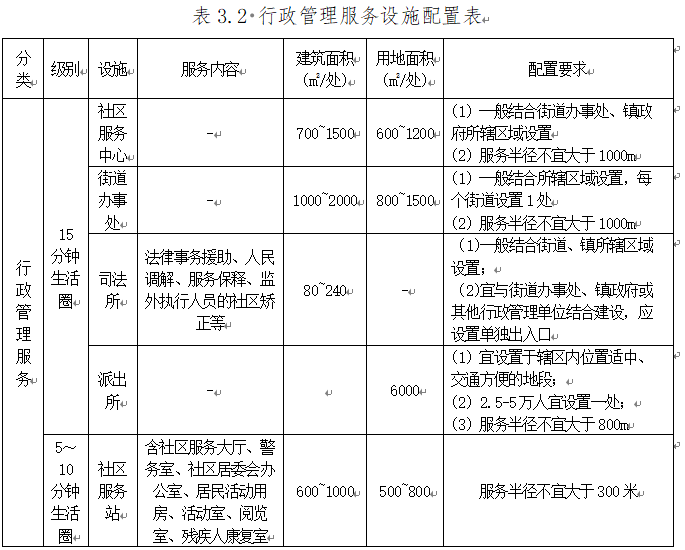 表 3.2 行政管理服务设施配置表
分类
级别
设施
服务内容
建筑面积
(㎡/处)
用地面积
(㎡/处)
配置要求
行政管理服务
15
分钟
生活
圈
社区
服务
中心
-
700~1500
600~1200
(1) 一般结合街道办事处、镇政
府所辖区域设置
(2) 服务半径不宜大于 1000m
街道
办事
处
-
1000~2000
800~1500
(1) 一般结合所辖区域设置,每
个街道设置 1 处
(2) 服务半径不宜大于 1000m
司法
所
法律事务援助、人民
调解、服务保释、监
外执行人员的社区矫
正等
80~240
-
(1)一般结合街道、镇所辖区域
设置;
(2)宜与街道办事处、镇政府或
其他行政管理单位结合建设,应
设置单独出入口
派出
所
-
6000
(1) 宜设置于辖区内位置适中、
交通方便的地段;
(2) 2.5-5 万人宜设置一处;
(3) 服务半径不宜大于 800m
5~
10
分钟
生活
圈
社区
服务
站
含社区服务大厅、警
务室、社区居委会办
公室、居民活动用
房、活动室、阅览
室、残疾人康复室
600~1000
500~800
服务半径不宜大于 300 米